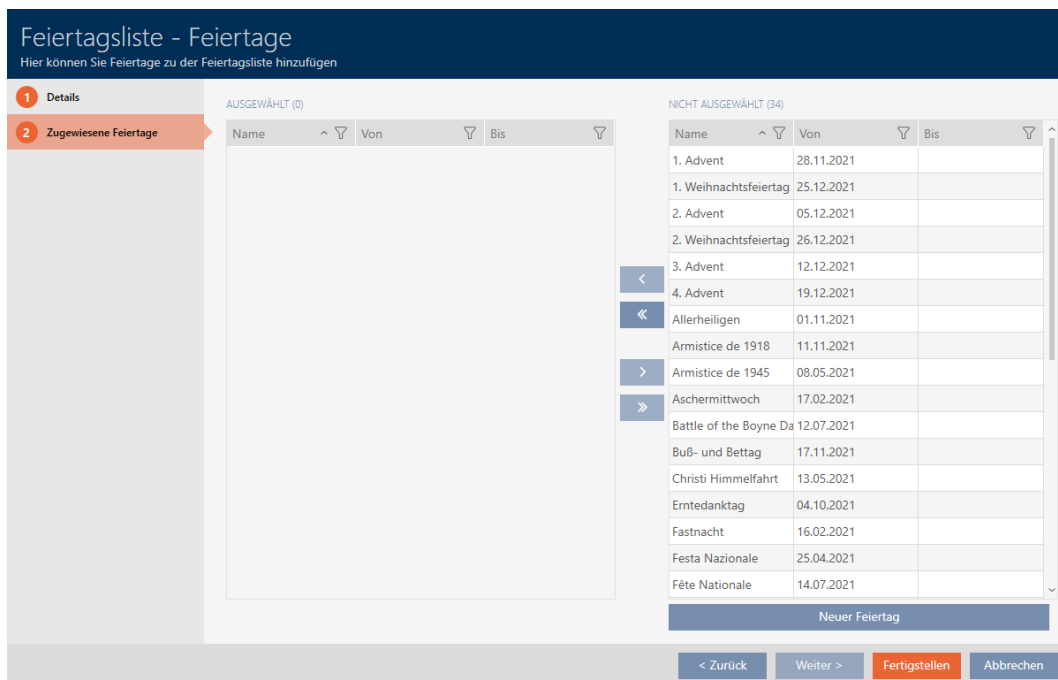 Feiertagsliste - Feiertage
Hier können Sie Feiertage zu der Feiertagsliste hinzufügen
1 Details
2 Zugewiesene Feiertage
AUSGEWÄHLT (0)
Name Von Bis
NICHT AUSGEWÄHLT (34)
Name Von Bis
1. Advent 28.11.2021
1. Weihnachtsfeiertag 25.12.2021
2. Advent 05.12.2021
2. Weihnachtsfeiertag 26.12.2021
3. Advent 12.12.2021
4. Advent 19.12.2021
Allerheiligen 01.11.2021
Armistice de 1918 11.11.2021
Armistice de 1945 08.05.2021
Aschermittwoch 17.02.2021
Battle of the Boyne Da 12.07.2021
Buß- und Bettag 17.11.2021
Christi Himmelfahrt 13.05.2021
Erntedanktag 04.10.2021
Fastnacht 16.02.2021
Festa Nazionale 25.04.2021
Fête Nationale 14.07.2021
Neuer Feiertag
< Zurück Weiter > Fertigstellen Abbrechen